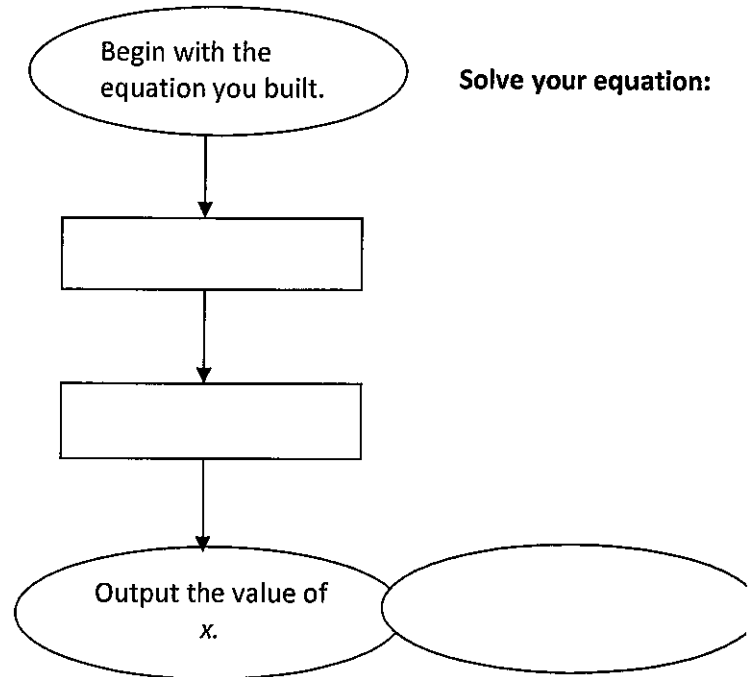 Begin with the
equation you built.
Solve your equation:
Output the value of
x.